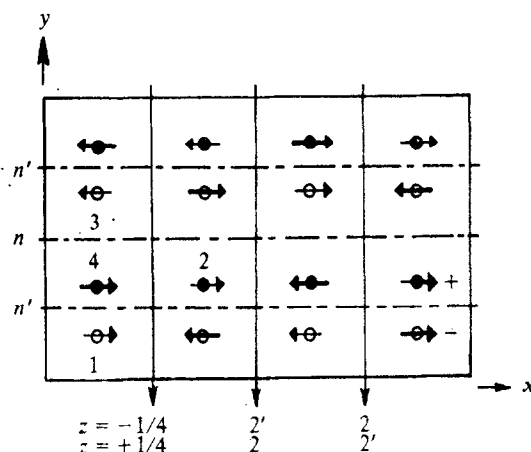 y
n'
3
n
4 2
+
n'
−
1
x
z = −1/4 2' 2
z = +1/4 2 2'